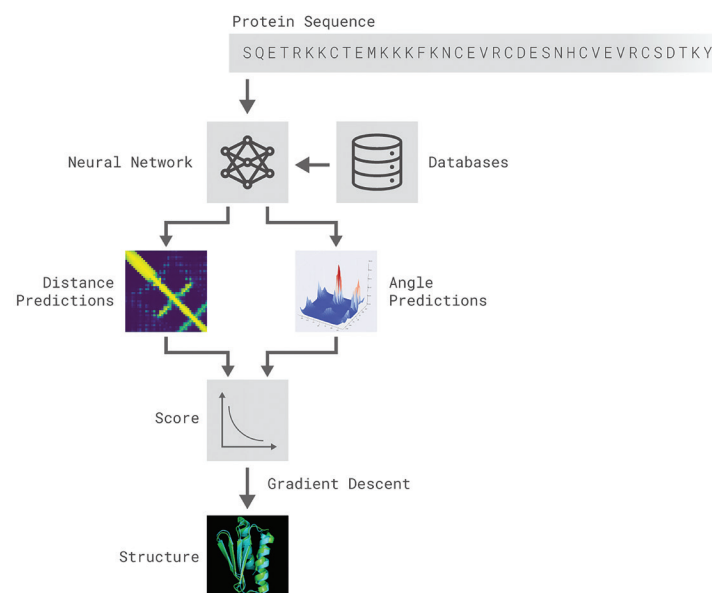 Protein Sequence
SQETRKKCTEMKKKFKNCEVRCDESNHCVEVRCSDTKY
Neural Network
Databases
Distance
Predictions
Angle
Predictions
Score
Gradient Descent
Structure